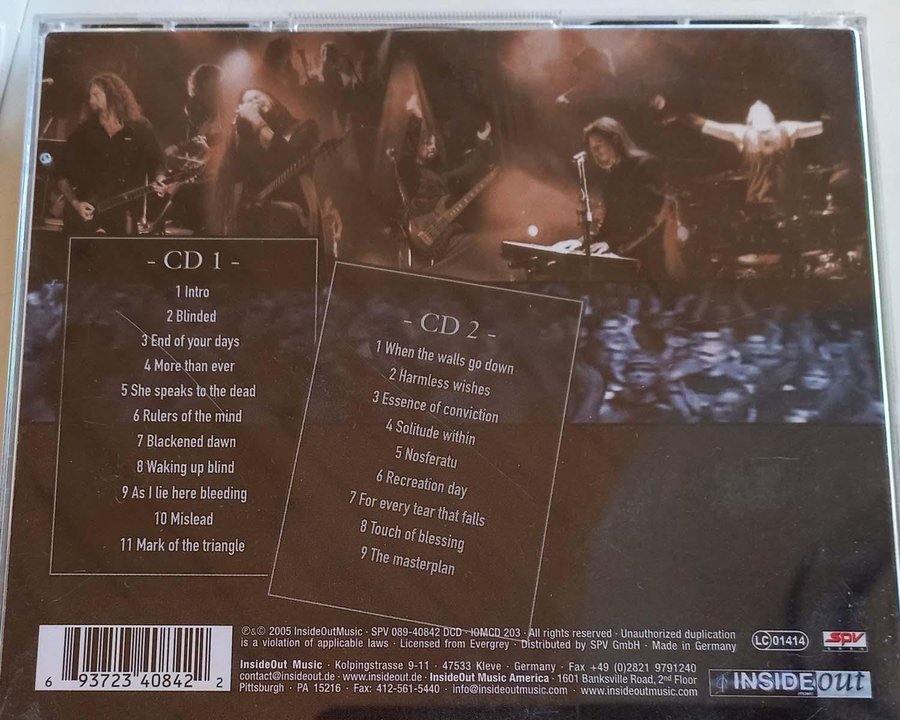 - CD 1 -
1 Intro
2 Blinded
3 End of your days
4 More than ever
5 She speaks to the dead
6 Rulers of the mind
7 Blackened dawn
8 Waking up blind
9 As I lie here bleeding
10 Mislead
11 Mark of the triangle
- CD 2 -
1 When the walls go down
2 Harmless wishes
3 Essence of conviction
4 Solitude within
5 Nosferatu
6 Recreation day
7 For every tear that falls
8 Touch of blessing
9 The masterplan
6 93723 40842 2
℗&© 2005 InsideOutMusic · SPV 089-40842 DCD · IOMCD 203 · All rights reserved · Unauthorized duplication
is a violation of applicable laws · Licensed from Evergrey · Distributed by SPV GmbH · Made in Germany
InsideOut Music · Kolpingstrasse 9-11 · 47533 Kleve · Germany · Fax +49 (0)2821 9791240
contact@insideout.de · www.insideout.de · InsideOut Music America · 1601 Banksville Road, 2nd Floor
Pittsburgh · PA 15216 · Fax: 412-561-5440 · info@insideoutmusic.com · www.insideoutmusic.com
LC 01414
SPV
INSIDEOut
music